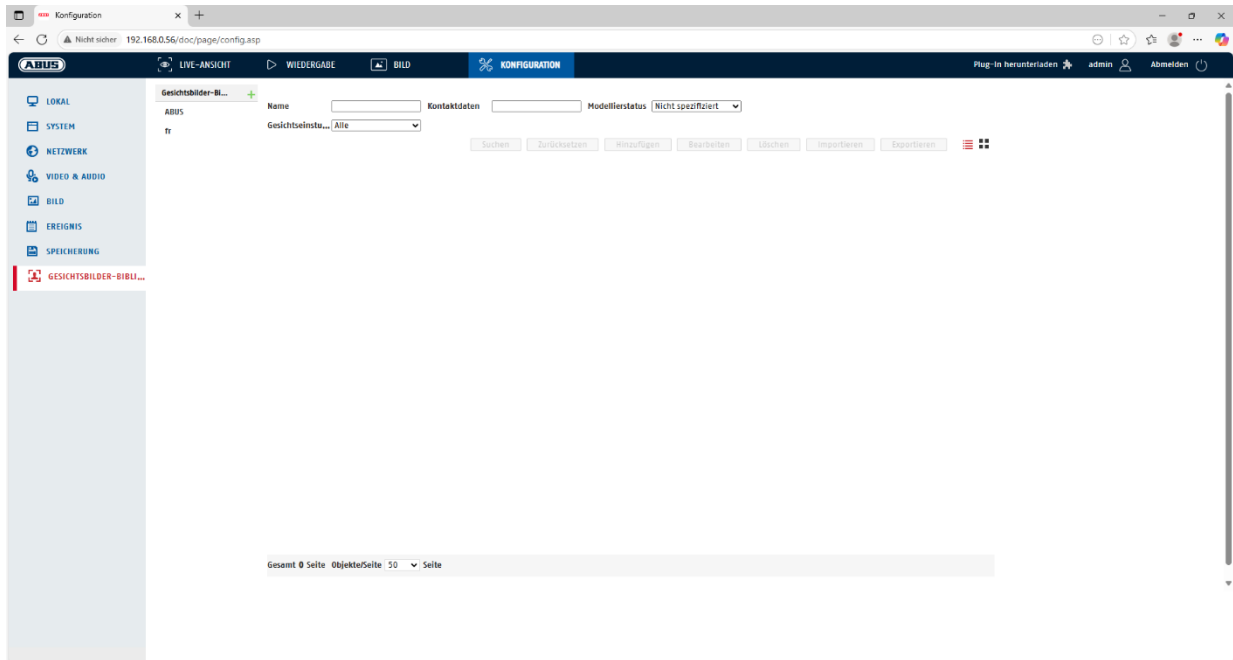 Konfiguration
Nicht sicher 192.168.0.56/doc/page/config.asp
ABUS LIVE-ANSICHT WIEDERGABE BILD KONFIGURATION Plug-In herunterladen admin Abmelden
LOKAL
SYSTEM
NETZWERK
VIDEO & AUDIO
BILD
EREIGNIS
SPEICHERUNG
GESICHTSBILDER-BIBLI...
Gesichtsbilder-Bi... +
ABUS
fr
Name Kontaktdaten Modellierstatus Nicht spezifiziert
Gesichtseinstu... Alle
Suchen Zurücksetzen Hinzufügen Bearbeiten Löschen Importieren Exportieren
Gesamt 0 Seite Objekte/Seite 50 Seite